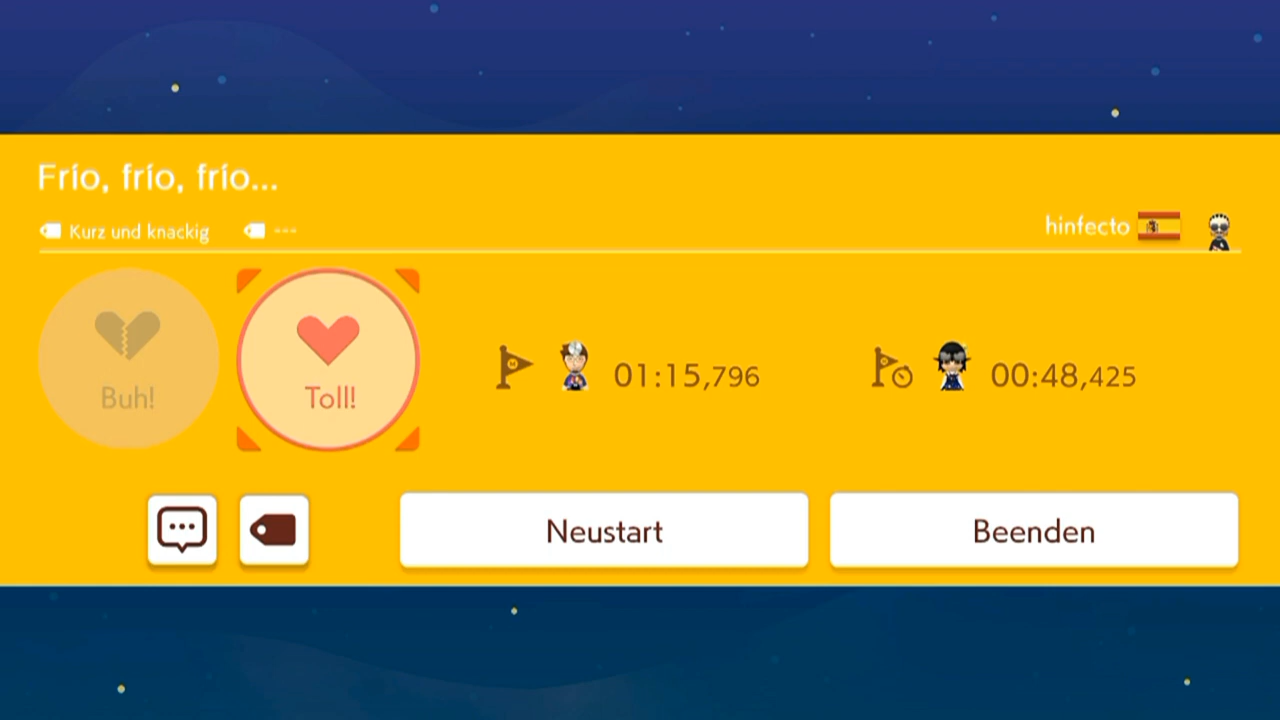 Frío, frío, frío...
Kurz und knackig
---
hinfecto
Buh!
Toll!
01:15,796
00:48,425
Neustart
Beenden